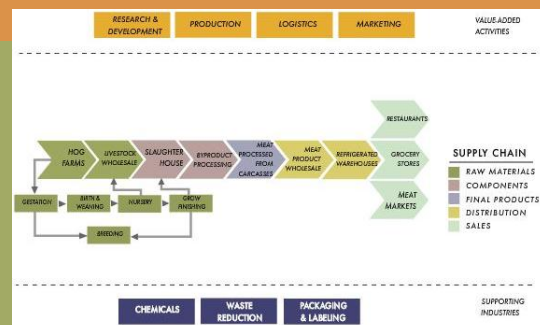 RESEARCH &
DEVELOPMENT
PRODUCTION
LOGISTICS
MARKETING
VALUE-ADDED
ACTIVITIES
RESTAURANTS
HOG
FARMS
LIVESTOCK
WHOLESALE
SLAUGHTER
HOUSE
BYPRODUCT
PROCESSING
MEAT
PROCESSED
FROM
CARCASSES
MEAT
PRODUCT
WHOLESALE
REFRIGERATED
WAREHOUSES
GROCERY
STORES
MEAT
MARKETS
SUPPLY CHAIN
RAW MATERIALS
COMPONENTS
FINAL PRODUCTS
DISTRIBUTION
SALES
GESTATION
BIRTH &
WEANING
NURSERY
GROW
FINISHING
BREEDING
CHEMICALS
WASTE
REDUCTION
PACKAGING
& LABELING
SUPPORTING
INDUSTRIES